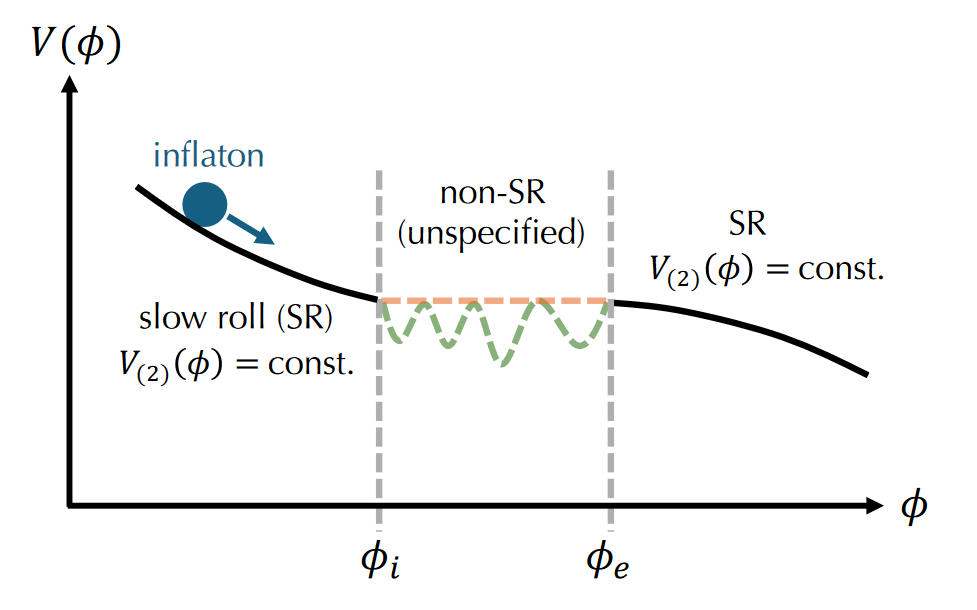 V(ϕ)
inflaton
non-SR
(unspecified)
SR
V₍₂₎(ϕ) = const.
slow roll (SR)
V₍₂₎(ϕ) = const.
ϕ
ϕᵢ
ϕₑ